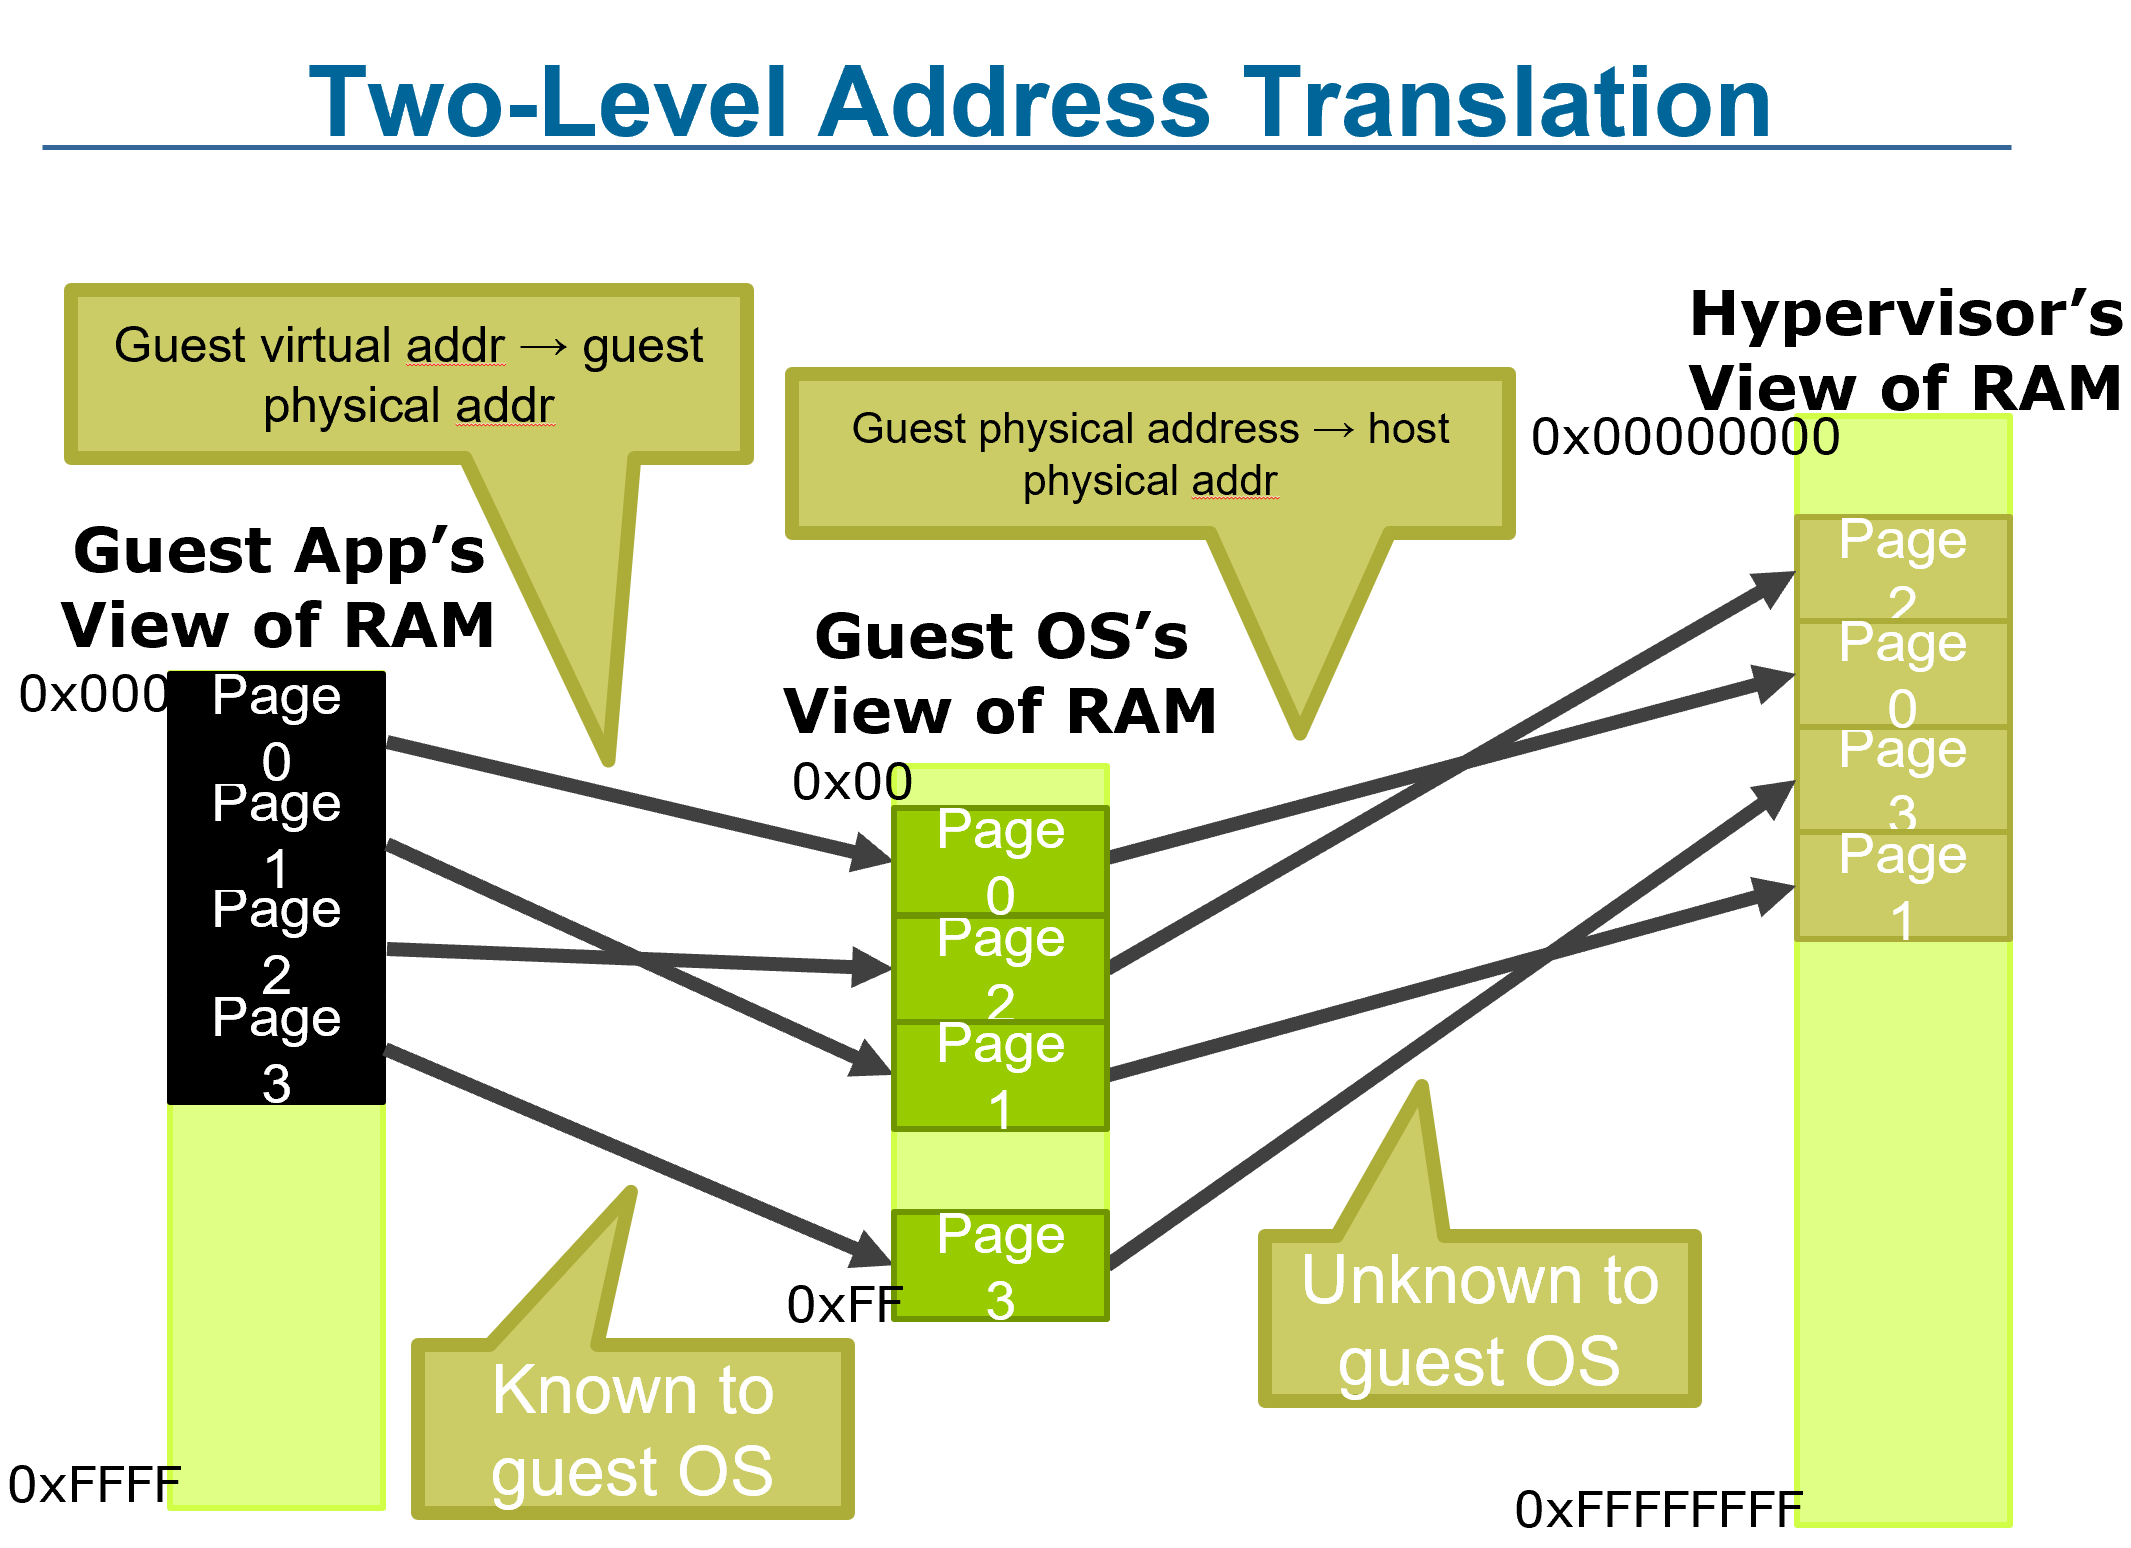 Two-Level Address Translation
Guest virtual addr → guest
physical addr
Guest physical address → host
physical addr
Hypervisor’s
View of RAM
0x00000000
Page
2
Page
0
Page
3
Page
1
0xFFFFFFFF
Guest App’s
View of RAM
0x000
Page
0
Page
1
Page
2
Page
3
0xFFFF
Guest OS’s
View of RAM
0x00
Page
0
Page
2
Page
1
Page
3
0xFF
Known to
guest OS
Unknown to
guest OS